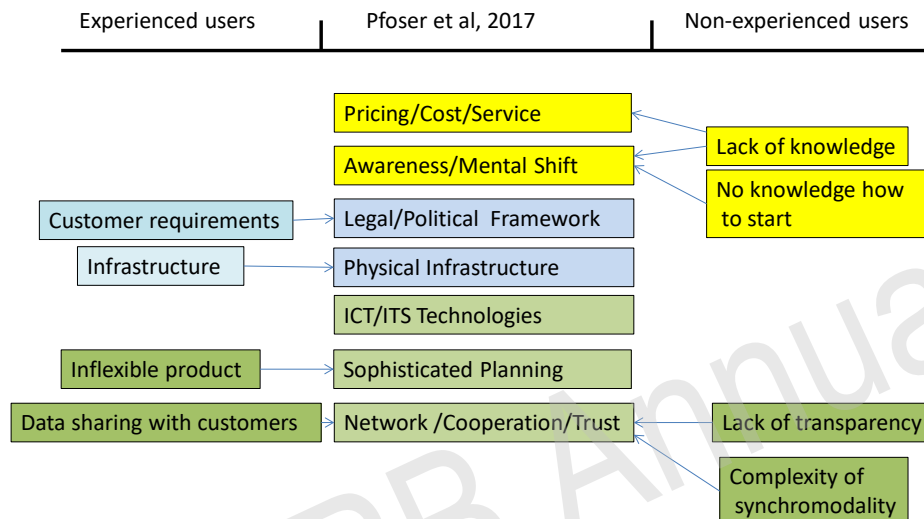 Experienced users
Pfoser et al, 2017
Non-experienced users
Pricing/Cost/Service
Lack of knowledge
Awareness/Mental Shift
No knowledge how
to start
Customer requirements
Legal/Political Framework
Infrastructure
Physical Infrastructure
ICT/ITS Technologies
Inflexible product
Sophisticated Planning
Data sharing with customers
Network /Cooperation/Trust
Lack of transparency
Complexity of
synchromodality